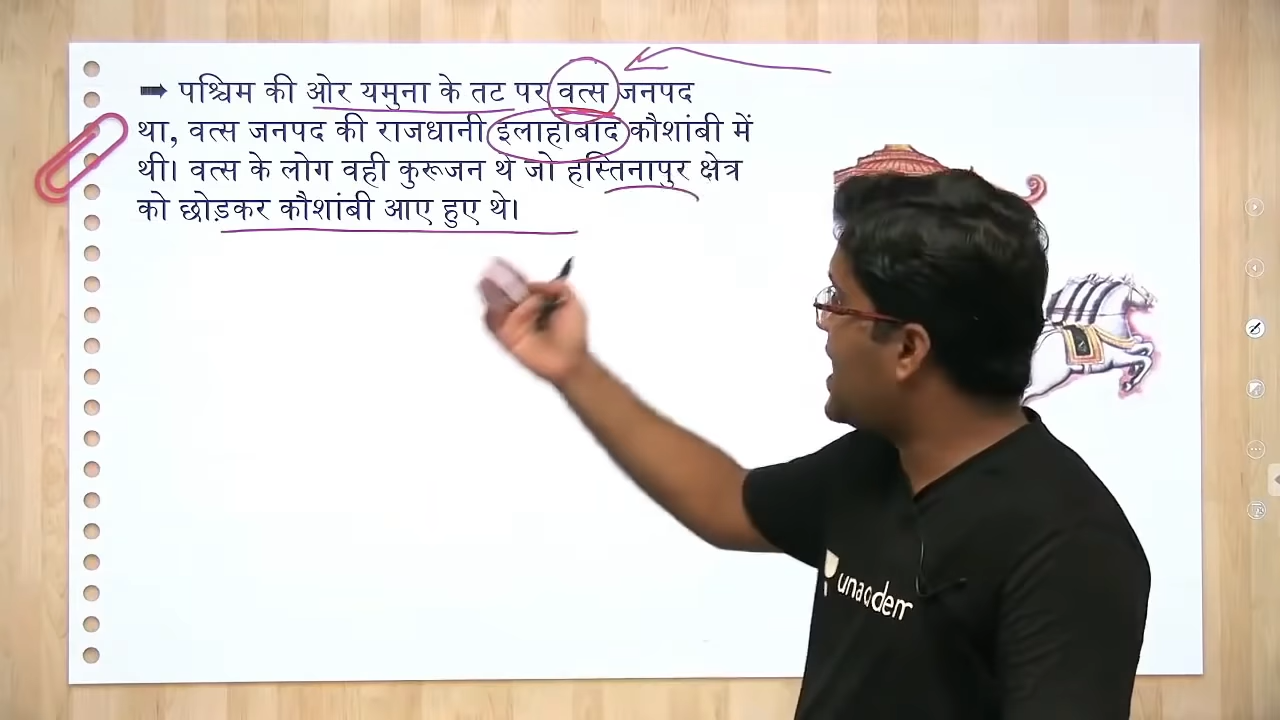 ➡ पश्चिम की ओर यमुना के तट पर वत्स जनपद
था, वत्स जनपद की राजधानी इलाहाबाद कौशांबी में
थी। वत्स के लोग वही कुरूजन थे जो हस्तिनापुर क्षेत्र
को छोड़कर कौशांबी आए हुए थे।
unacadem